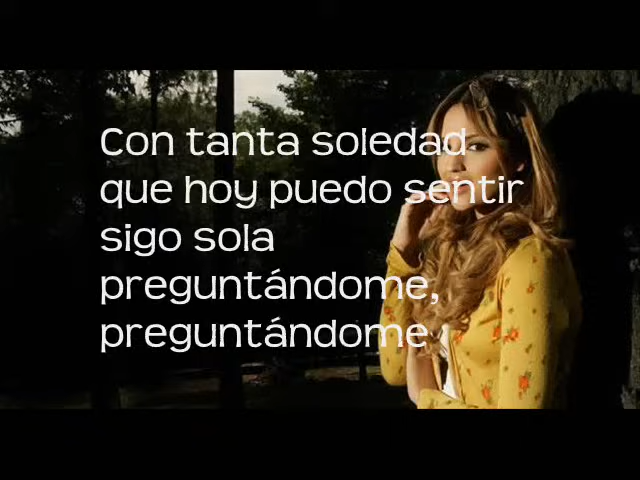 Con tanta soledad
que hoy puedo sentir
sigo sola
preguntándome,
preguntándome